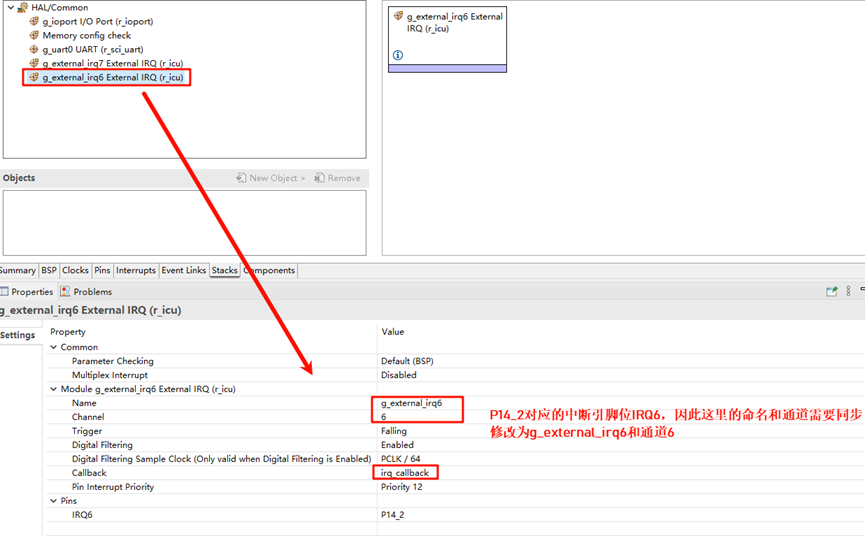 HAL/Common
g_ioport I/O Port (r_ioport)
Memory config check
g_uart0 UART (r_sci_uart)
g_external_irq7 External IRQ (r_icu)
g_external_irq6 External IRQ (r_icu)
g_external_irq6 External
IRQ (r_icu)
Objects
New Object >
Remove
Summary
BSP
Clocks
Pins
Interrupts
Event Links
Stacks
Components
Properties
Problems
g_external_irq6 External IRQ (r_icu)
Settings
Property Value
Common
Parameter Checking Default (BSP)
Multiplex Interrupt Disabled
Module g_external_irq6 External IRQ (r_icu)
Name g_external_irq6
Channel 6
Trigger Falling
Digital Filtering Enabled
Digital Filtering Sample Clock (Only valid when Digital Filtering is Enabled) PCLK / 64
Callback irq_callback
Pin Interrupt Priority Priority 12
Pins
IRQ6 P14_2
P14_2对应的中断引脚位IRQ6，因此这里的命名和通道需要同步
修改为g_external_irq6和通道6